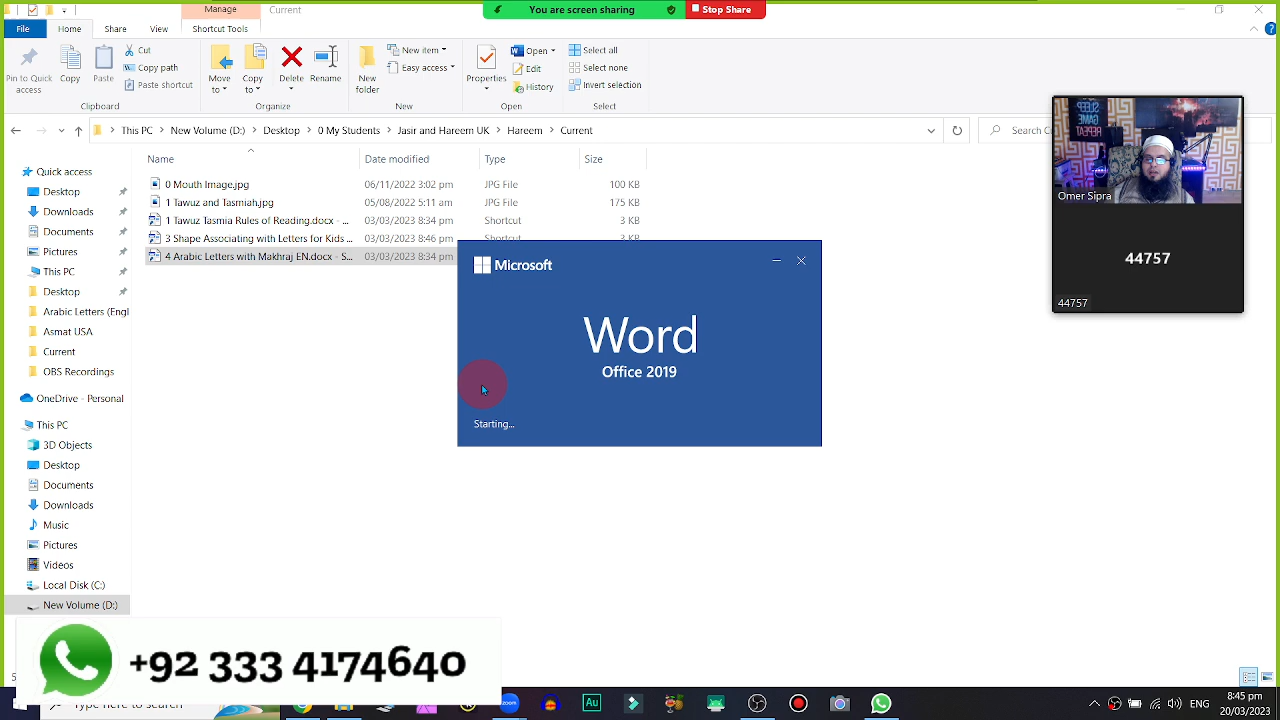 Manage
Current
You are screen sharing
Stop Share
File
Home
Share
View
Shortcut Tools
Pin to Quick access
Copy
Paste
Cut
Copy path
Paste shortcut
Clipboard
Move to
Copy to
Delete
Rename
Organize
New folder
New item
Easy access
New
Properties
Open
Edit
History
Open
Select all
Select none
Invert selection
Select
This PC > New Volume (D:) > Desktop > 0 My Students > Jasir and Hareem UK > Hareem > Current
Name
Date modified
Type
Size
0 Mouth Image.jpg 06/11/2022 3:02 pm JPG File 100 KB
1 Tawuz and Tasmiah.jpg 05/08/2022 5:11 am JPG File 175 KB
1 Tawuz Tasmia Rules of Reading.docx - ... 03/03/2023 8:34 pm Shortcut 3 KB
3 Shape Associating with Letters for Kids ... 03/03/2023 8:46 pm Shortcut 3 KB
4 Arabic Letters with Makhraj EN.docx - S... 03/03/2023 8:34 pm
Quick access
Desktop
Downloads
Documents
Pictures
This PC
Desktop
Arabic Letters (Engl
Asmat USA
Current
OBS Recordings
OneDrive - Personal
This PC
3D Objects
Desktop
Documents
Downloads
Music
Pictures
Videos
Local Disk (C:)
New Volume (D:)
Microsoft
Word
Office 2019
Starting...
SLEEP
GAME
REPEAT
Omer Sipra
44757
44757
+92 333 4174640
zoom
Au
ENG
8:45 pm
20/03/2023